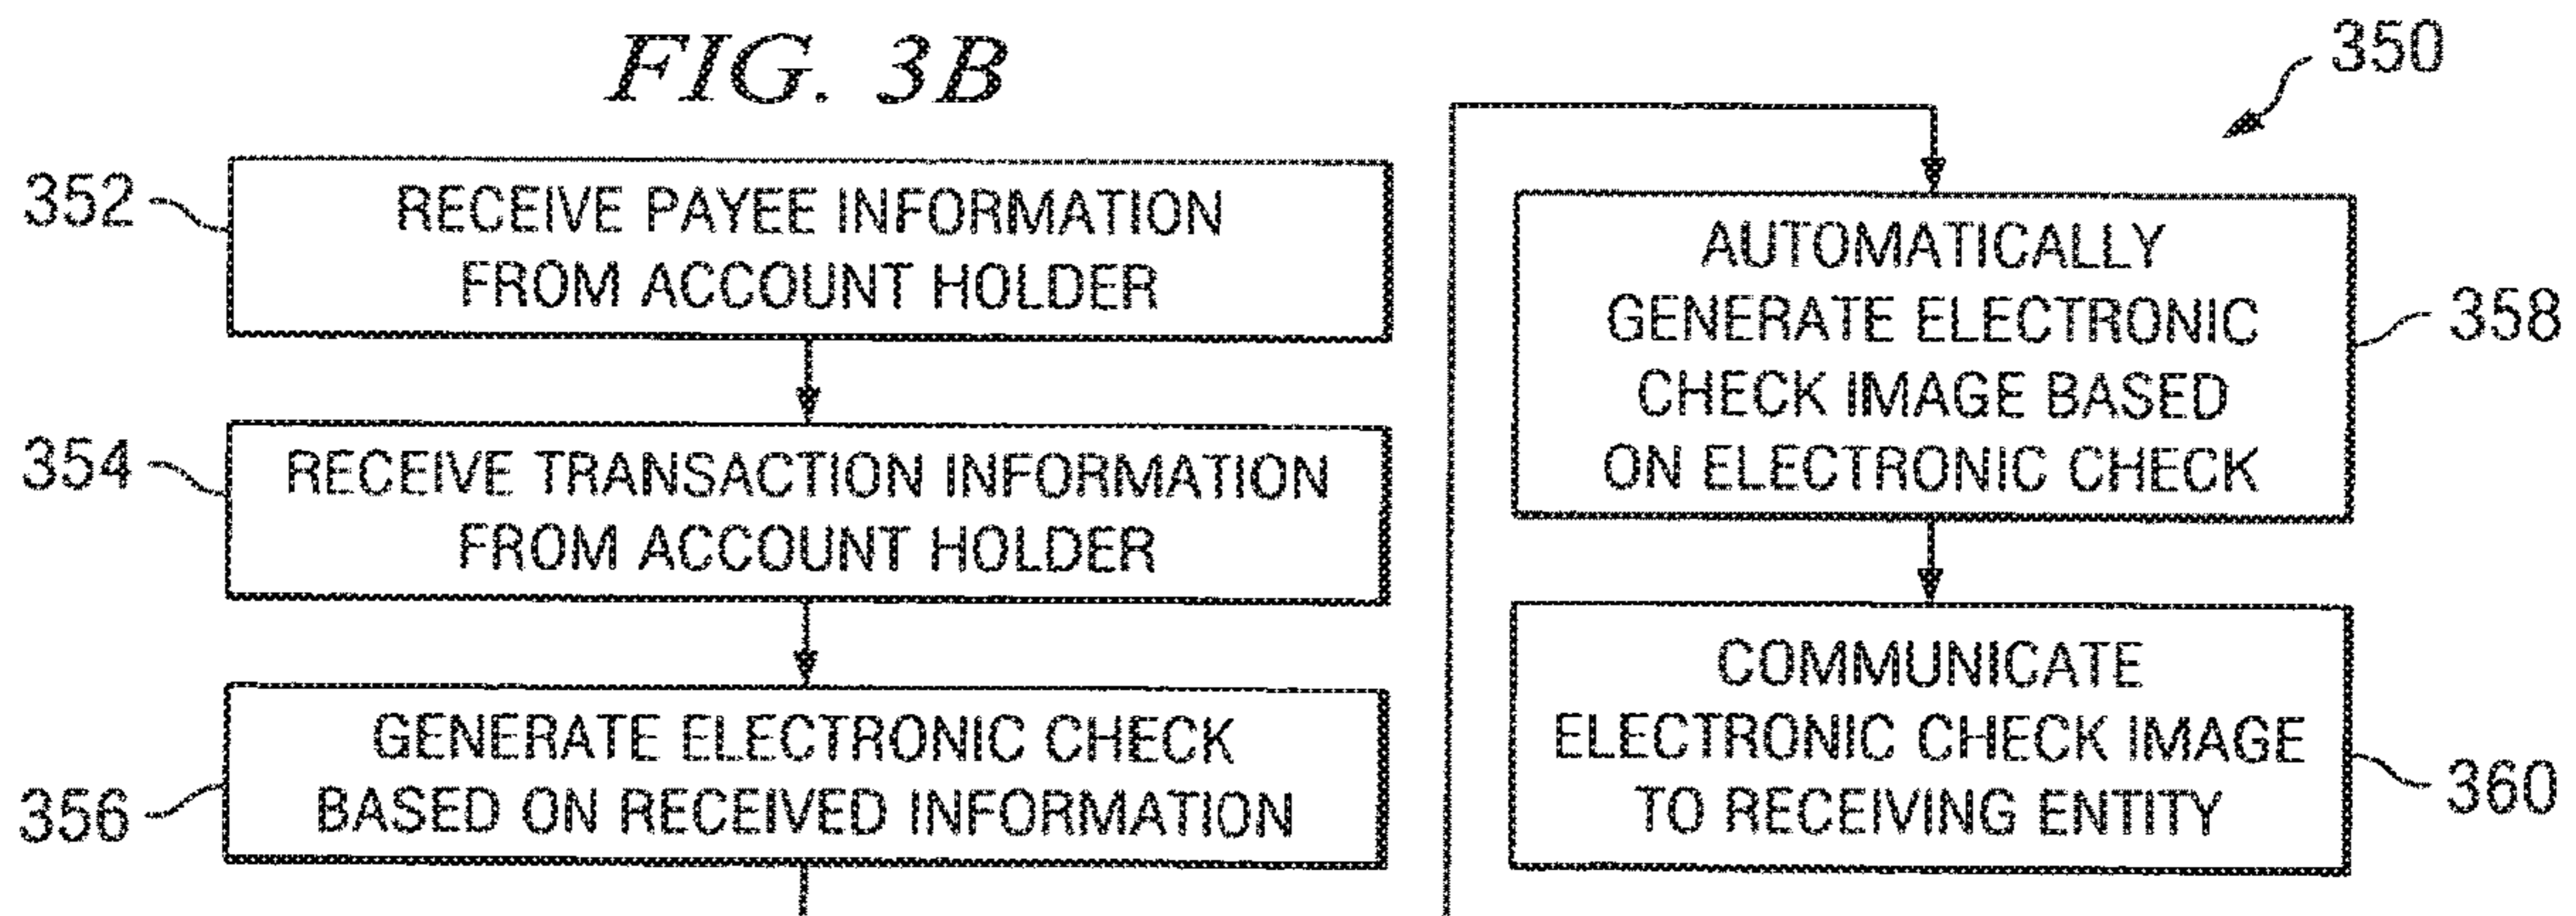 FIG. 3B
350
352
RECEIVE PAYEE INFORMATION
FROM ACCOUNT HOLDER
354
RECEIVE TRANSACTION INFORMATION
FROM ACCOUNT HOLDER
356
GENERATE ELECTRONIC CHECK
BASED ON RECEIVED INFORMATION
AUTOMATICALLY
GENERATE ELECTRONIC
CHECK IMAGE BASED
ON ELECTRONIC CHECK
358
COMMUNICATE
ELECTRONIC CHECK IMAGE
TO RECEIVING ENTITY
360